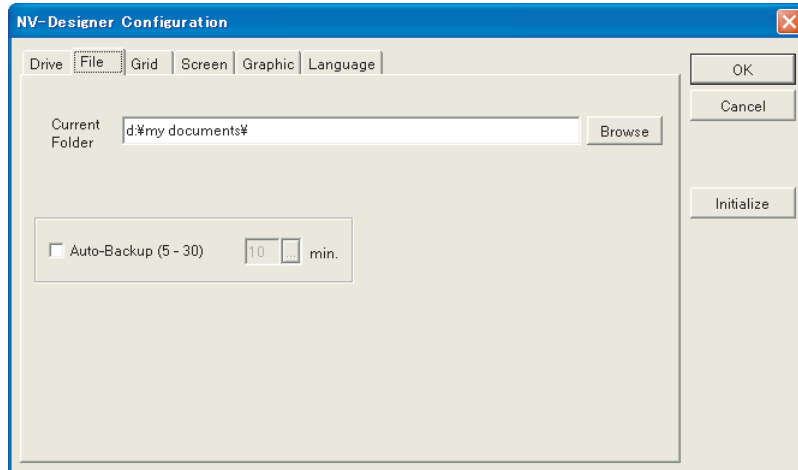 NV-Designer Configuration
Drive File Grid Screen Graphic Language
OK
Cancel
Current
Folder
d:¥my documents¥
Browse
Initialize
Auto-Backup (5 - 30) 10 ... min.